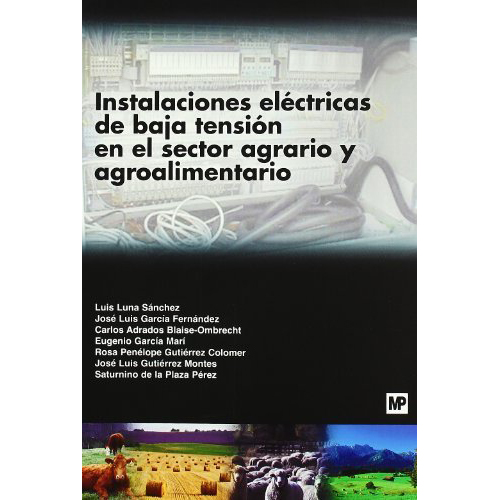 Instalaciones eléctricas
de baja tensión
en el sector agrario y
agroalimentario
Luis Luna Sánchez
José Luis García Fernández
Carlos Adrados Blaise-Ombrecht
Eugenio García Marí
Rosa Penélope Gutiérrez Colomer
José Luis Gutiérrez Montes
Saturnino de la Plaza Pérez
MP